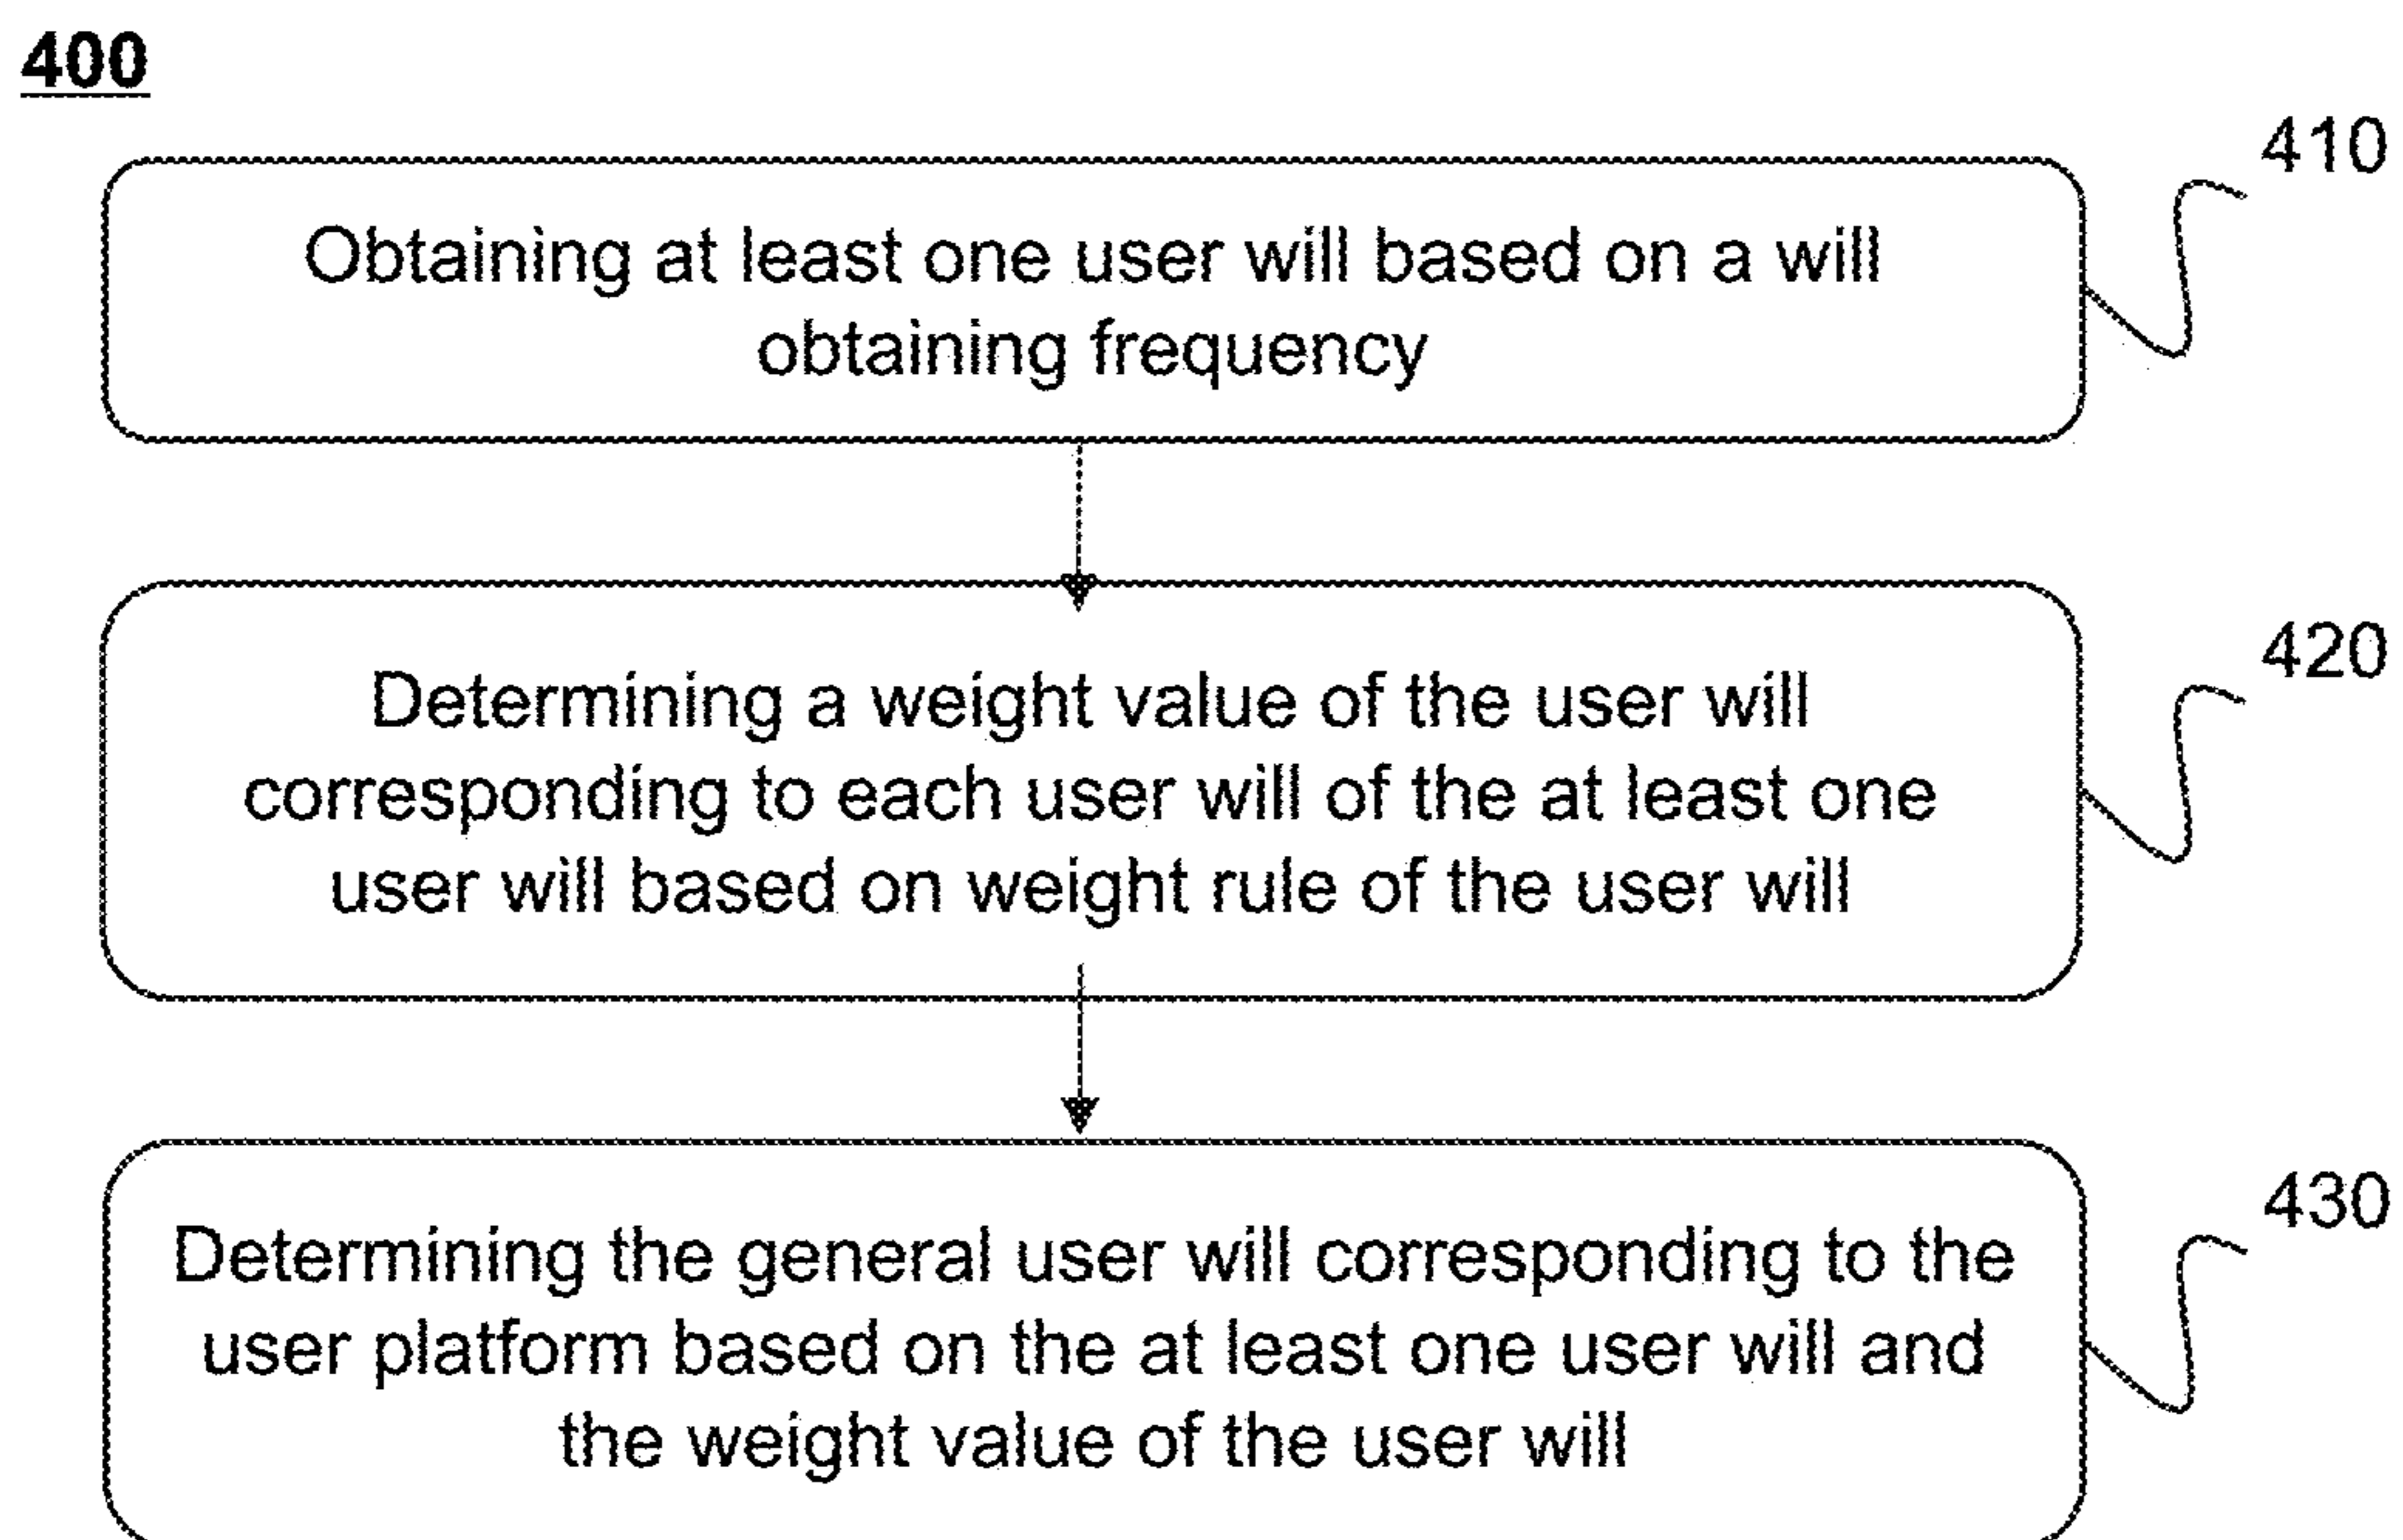 400
410
Obtaining at least one user will based on a will
obtaining frequency
420
Determining a weight value of the user will
corresponding to each user will of the at least one
user will based on weight rule of the user will
430
Determining the general user will corresponding to the
user platform based on the at least one user will and
the weight value of the user will